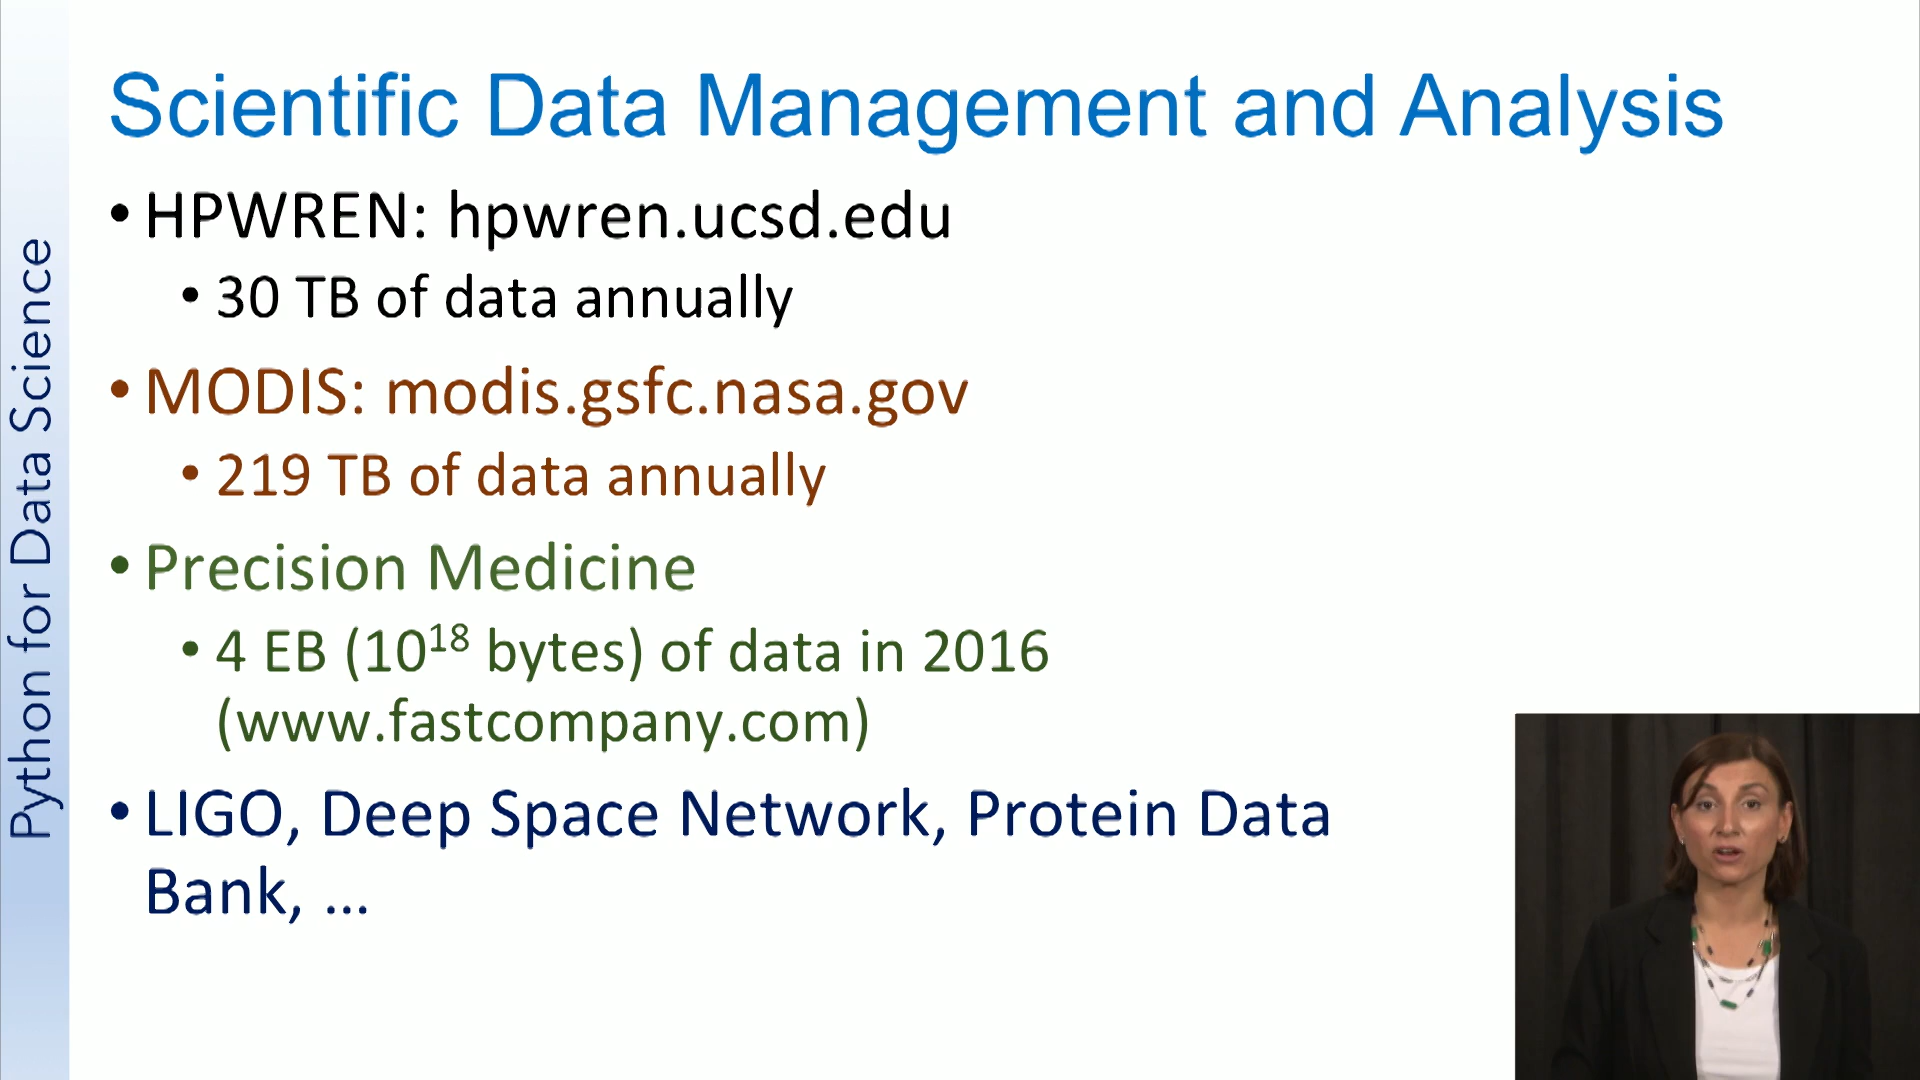 Scientific Data Management and Analysis
• HPWREN: hpwren.ucsd.edu
• 30 TB of data annually
• MODIS: modis.gsfc.nasa.gov
• 219 TB of data annually
• Precision Medicine
• 4 EB (10¹⁸ bytes) of data in 2016
(www.fastcompany.com)
• LIGO, Deep Space Network, Protein Data
Bank, ...
Python for Data Science